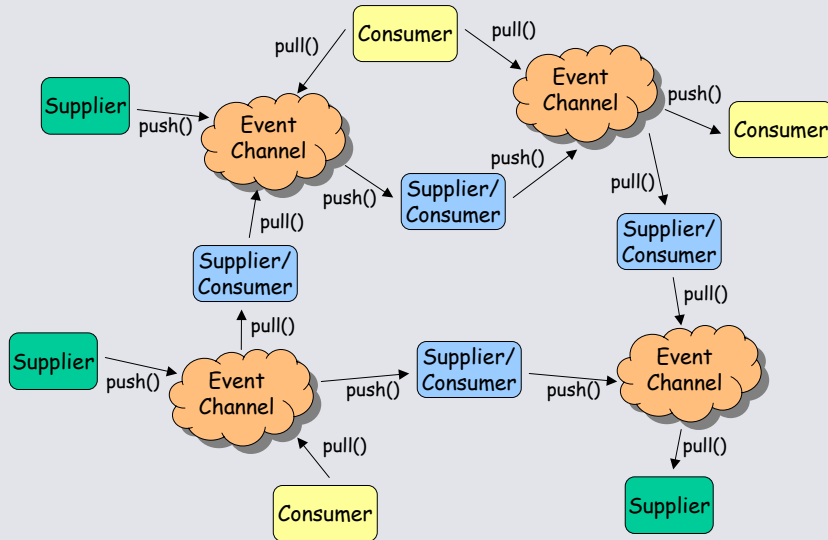 Consumer
pull()
pull()
Supplier
push()
Event
Channel
Event
Channel
push()
Consumer
push()
Supplier/
Consumer
push()
pull()
pull()
Supplier/
Consumer
Supplier/
Consumer
pull()
pull()
Supplier
push()
Event
Channel
push()
Supplier/
Consumer
push()
Event
Channel
pull()
Consumer
pull()
Supplier